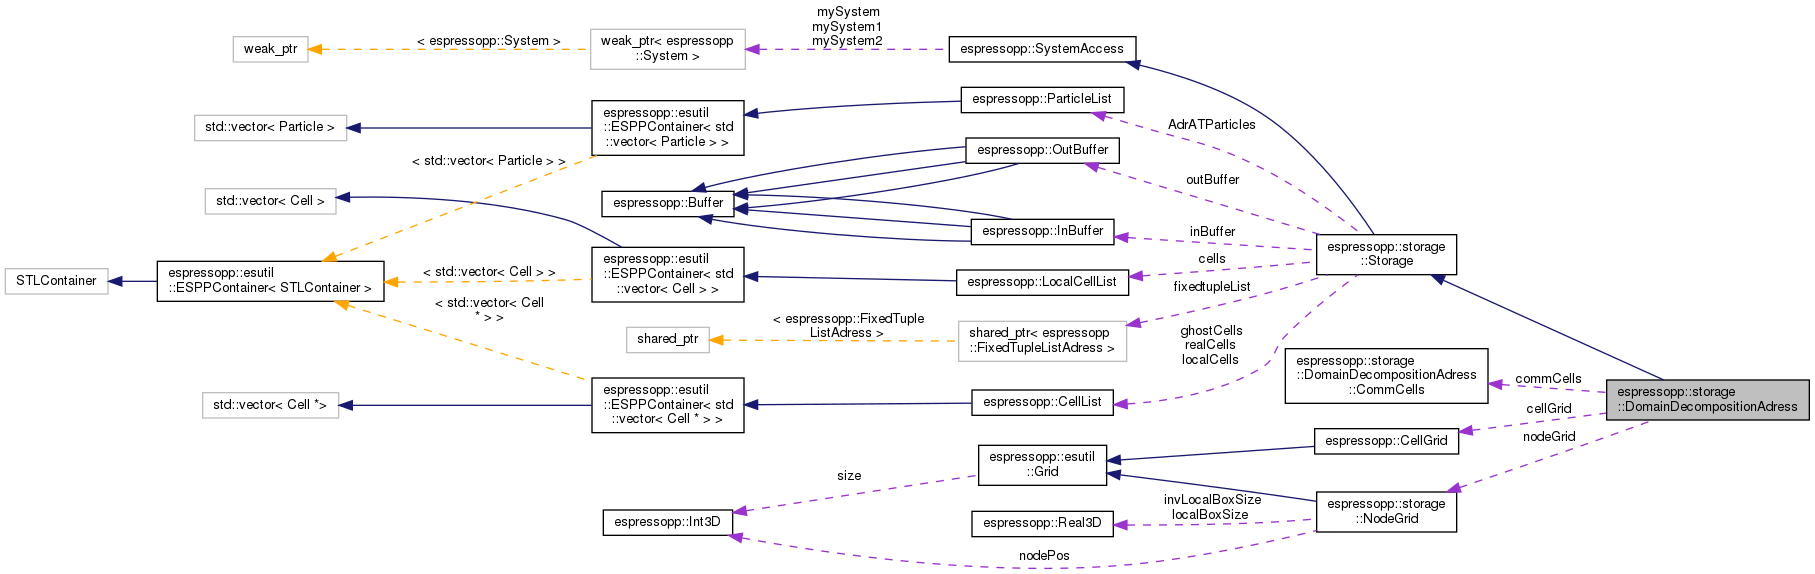 mySystem
mySystem1
mySystem2
weak_ptr
< espressopp::System >
weak_ptr< espressopp
::System >
espressopp::SystemAccess
std::vector< Particle >
espressopp::esutil
::ESPPContainer< std
::vector< Particle > >
espressopp::ParticleList
AdrATParticles
< std::vector< Particle > >
espressopp::OutBuffer
outBuffer
std::vector< Cell >
espressopp::Buffer
espressopp::InBuffer
inBuffer
espressopp::storage
::Storage
STLContainer
espressopp::esutil
::ESPPContainer< STLContainer >
< std::vector< Cell > >
espressopp::esutil
::ESPPContainer< std
::vector< Cell > >
espressopp::LocalCellList
cells
fixedtupleList
< std::vector< Cell
* > >
shared_ptr
< espressopp::FixedTuple
ListAdress >
shared_ptr< espressopp
::FixedTupleListAdress >
ghostCells
realCells
localCells
espressopp::storage
::DomainDecompositionAdress
::CommCells
commCells
espressopp::storage
::DomainDecompositionAdress
std::vector< Cell *>
espressopp::esutil
::ESPPContainer< std
::vector< Cell * > >
espressopp::CellList
cellGrid
espressopp::CellGrid
nodeGrid
espressopp::esutil
::Grid
size
espressopp::Int3D
espressopp::Real3D
invLocalBoxSize
localBoxSize
espressopp::storage
::NodeGrid
nodePos